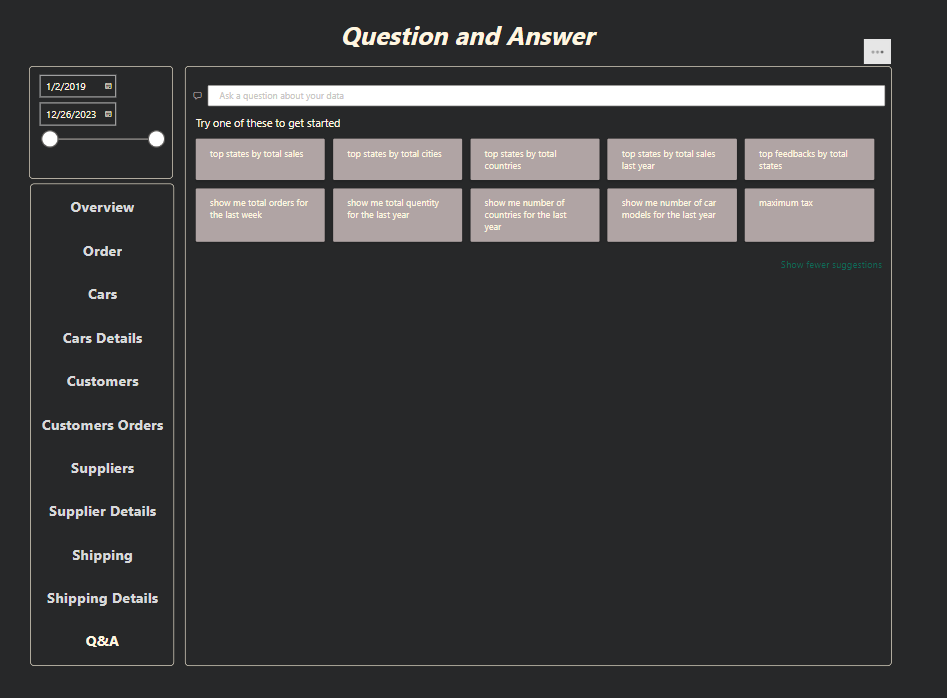 Question and Answer
1/2/2019
12/26/2023
Overview
Order
Cars
Cars Details
Customers
Customers Orders
Suppliers
Supplier Details
Shipping
Shipping Details
Q&A
Ask a question about your data
Try one of these to get started
top states by total sales
top states by total cities
top states by total
countries
top states by total sales
last year
top feedbacks by total
states
show me total orders for
the last week
show me total quentity
for the last year
show me number of
countries for the last
year
show me number of car
models for the last year
maximum tax
Show fewer suggestions